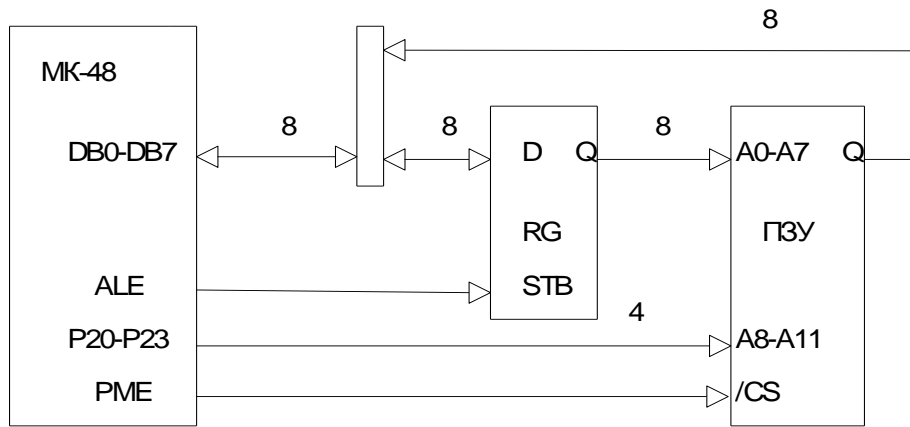 8
МК-48
8
8
8
DB0-DB7
D Q
A0-A7 Q
RG
ПЗУ
ALE
STB
4
P20-P23
A8-A11
PME
/CS